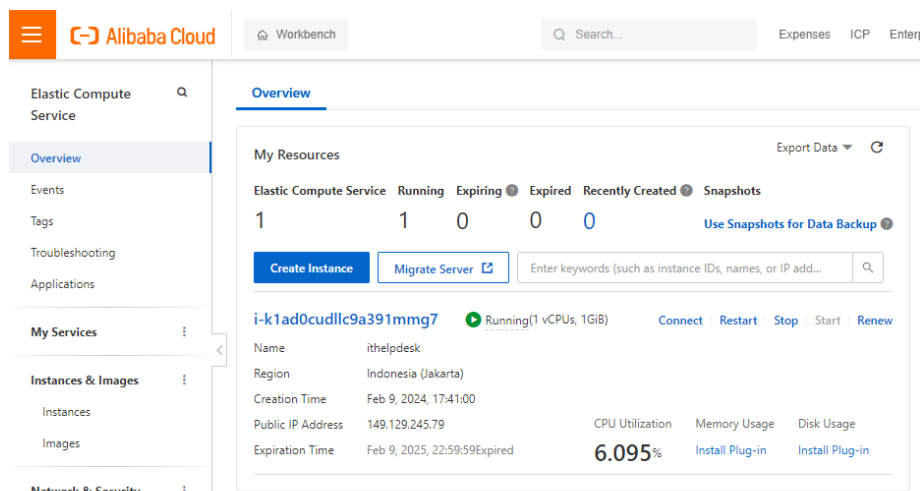 Alibaba Cloud
Workbench
Search...
Expenses ICP
Elastic Compute
Service
Overview
Events
Tags
Troubleshooting
Applications
My Services
Instances & Images
Instances
Images
Network & Security
Overview
My Resources
Export Data
Elastic Compute Service Running Expiring Expired Recently Created Snapshots
1 1 0 0 0 Use Snapshots for Data Backup
Create Instance Migrate Server Enter keywords (such as instance IDs, names, or IP add...
i-k1ad0cudllc9a391mmg7 Running(1 vCPUs, 1GiB) Connect Restart Stop Start Renew
Name ithelpdesk
Region Indonesia (Jakarta)
Creation Time Feb 9, 2024, 17:41:00
Public IP Address 149.129.245.79 CPU Utilization Memory Usage Disk Usage
Expiration Time Feb 9, 2025, 22:59:59Expired 6.095% Install Plug-in Install Plug-in